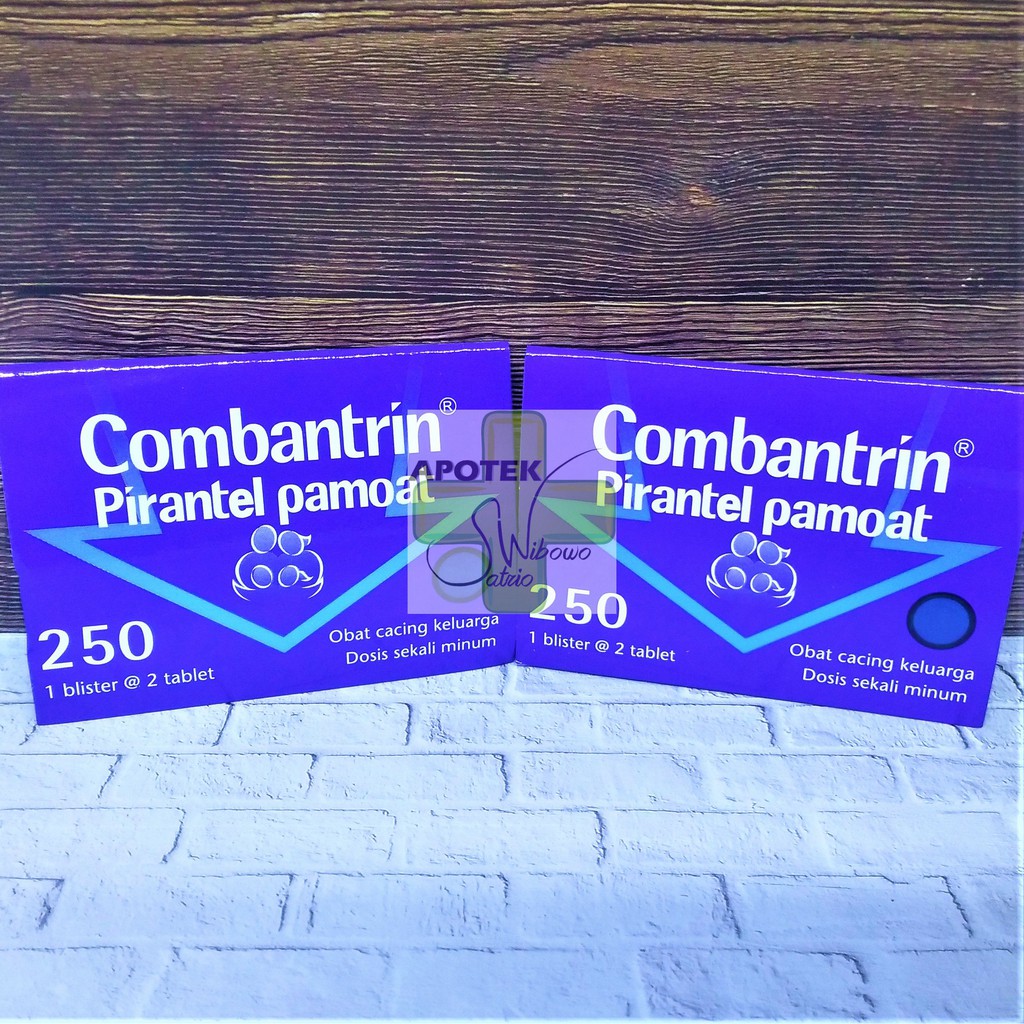 Combantrin®
Pirantel pamoat
250
1 blister @ 2 tablet
Obat cacing keluarga
Dosis sekali minum
APOTEK
Wibowo
Satrio
Combantrin®
Pirantel pamoat
250
1 blister @ 2 tablet
Obat cacing keluarga
Dosis sekali minum